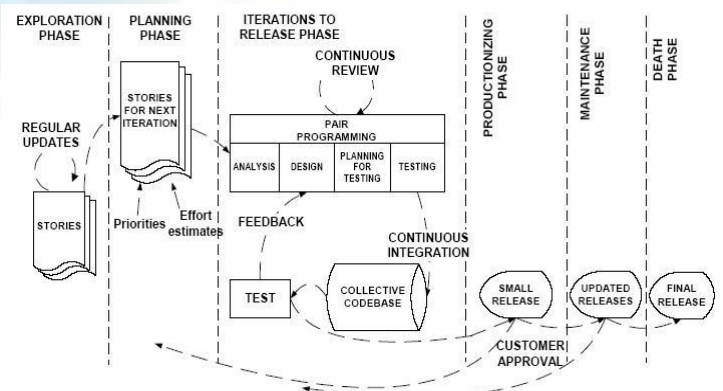 EXPLORATION
PHASE
PLANNING
PHASE
ITERATIONS TO
RELEASE PHASE
PRODUCTIONIZING
PHASE
MAINTENANCE
PHASE
DEATH
PHASE
REGULAR
UPDATES
STORIES
STORIES
FOR NEXT
ITERATION
Priorities
Effort
estimates
CONTINUOUS
REVIEW
PAIR
PROGRAMMING
ANALYSIS
DESIGN
PLANNING
FOR
TESTING
TESTING
FEEDBACK
CONTINUOUS
INTEGRATION
TEST
COLLECTIVE
CODEBASE
SMALL
RELEASE
UPDATED
RELEASES
FINAL
RELEASE
CUSTOMER
APPROVAL